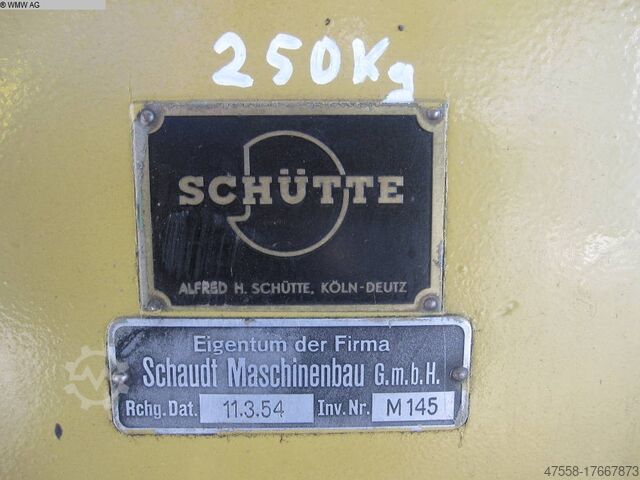 ® WMW AG
250Kg
SCHÜTTE
ALFRED H. SCHÜTTE, KÖLN-DEUTZ
Eigentum der Firma
Schaudt Maschinenbau G.m.b.H.
Rchg. Dat. 11.3.54 Inv. Nr. M 145
47558-17667873